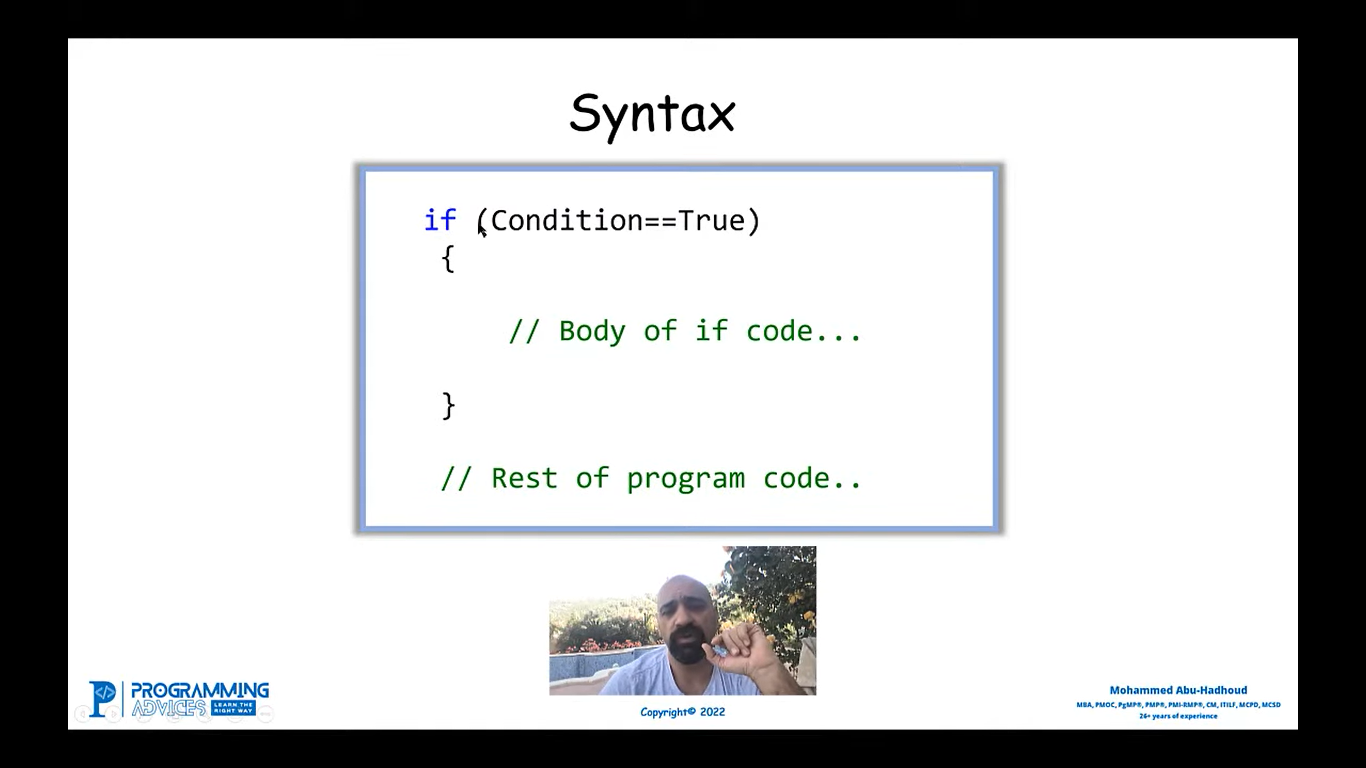 Syntax
if (Condition==True)
{
// Body of if code...
}
// Rest of program code..
PROGRAMMING
ADVICES LEARN THE RIGHT WAY
Copyright© 2022
Mohammed Abu-Hadhoud
MBA, PMOC, PgMP®, PMP®, PMI-RMP®, CM, ITILF, MCPD, MCSD
26+ years of experience